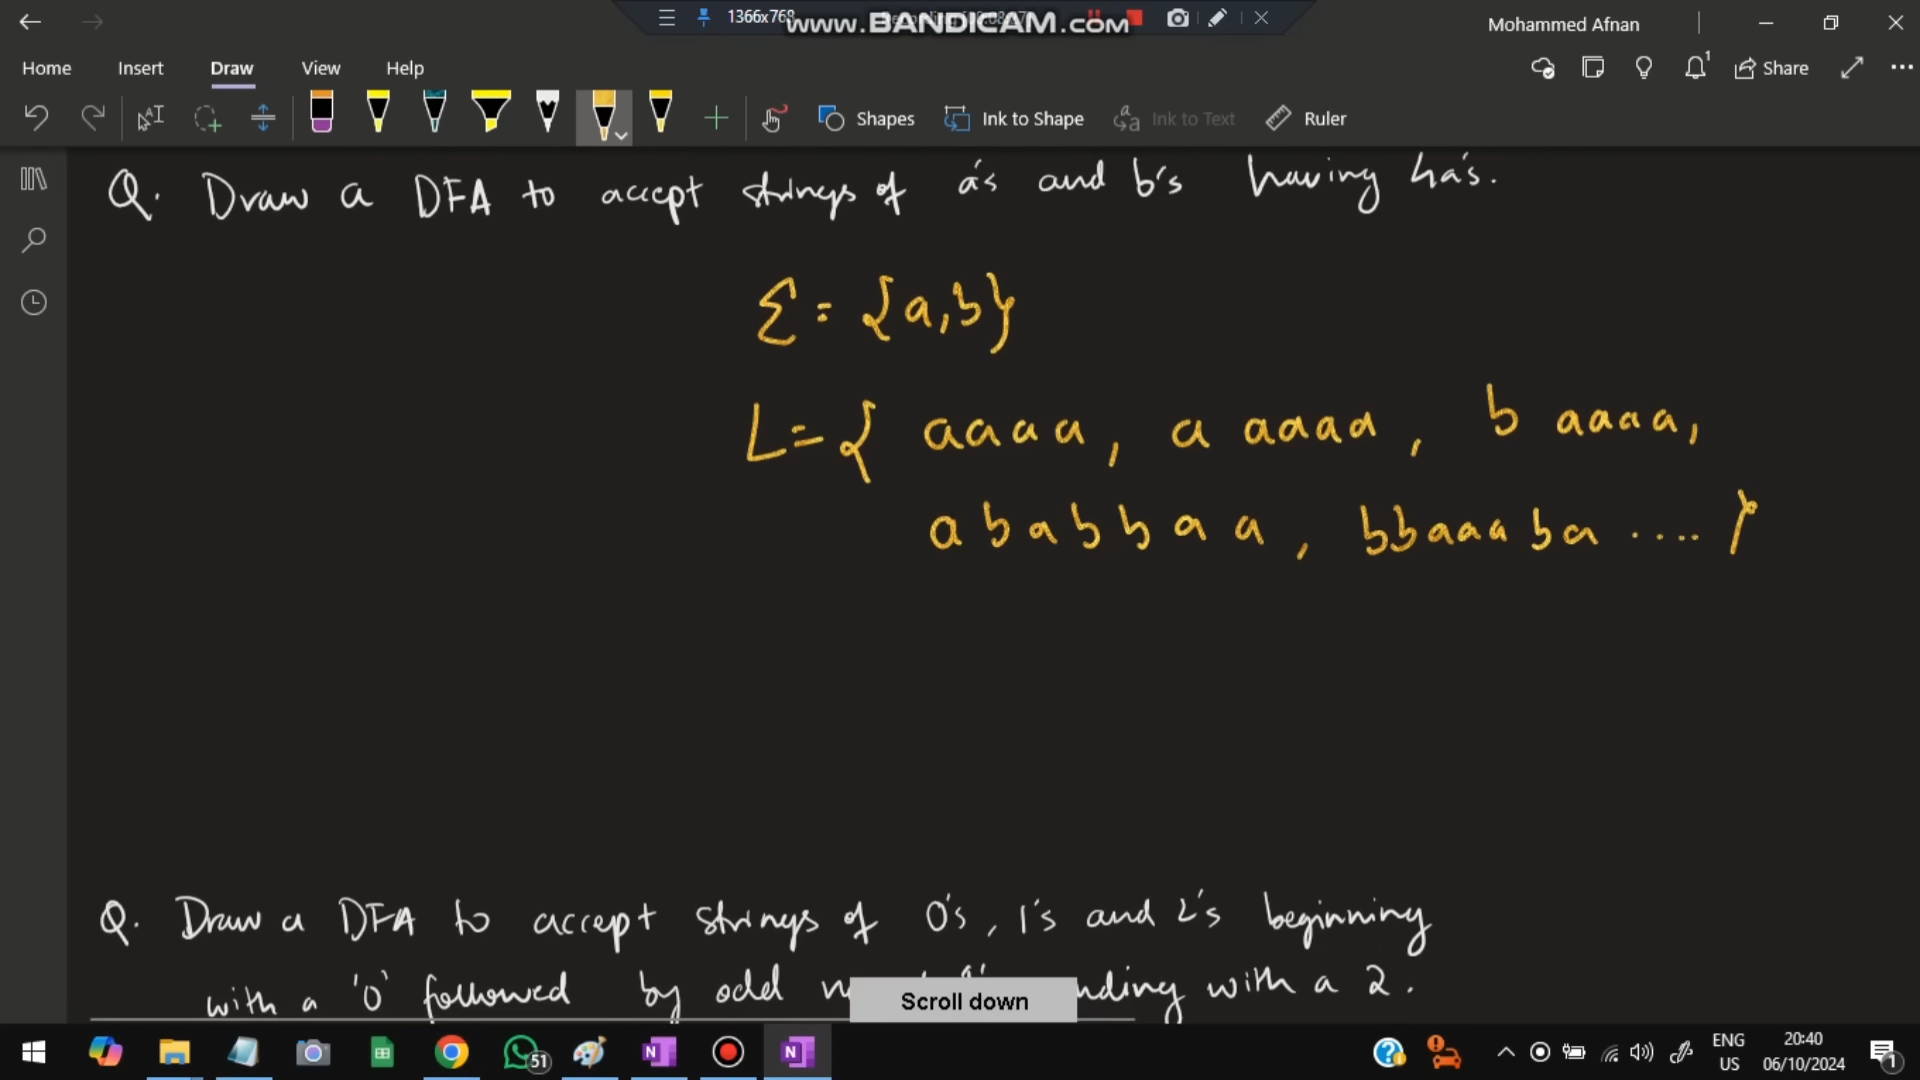 1366x768
www.BANDICAM.com
Mohammed Afnan
Home Insert Draw View Help
1 Share
Shapes Ink to Shape Ink to Text Ruler
Q. Draw a DFA to accept strings of a's and b's having 4a's.
Σ = {a,b}
L = { aaaa, a aaaa, b aaaa,
a b a b b a a, bbaaaba .... }
Q. Draw a DFA to accept strings of 0's, 1's and 2's beginning
with a '0' followed by odd with a 2.
Scroll down
51
ENG
US
20:40
06/10/2024
1